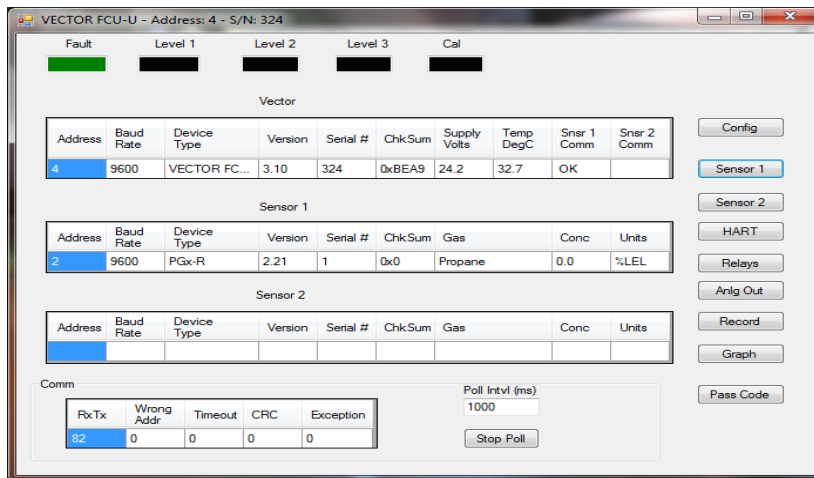 VECTOR FCU-U - Address: 4 - S/N: 324
Fault Level 1 Level 2 Level 3 Cal
Vector
Address Baud Rate Device Type Version Serial # ChkSum Supply Volts Temp DegC Snsr 1 Comm Snsr 2 Comm
4 9600 VECTOR FC... 3.10 324 0xBEA9 24.2 32.7 OK
Config
Sensor 1
Sensor 2
HART
Relays
Anlg Out
Record
Graph
Pass Code
Sensor 1
Address Baud Rate Device Type Version Serial # ChkSum Gas Conc Units
2 9600 PGx-R 2.21 1 0x0 Propane 0.0 %LEL
Sensor 2
Address Baud Rate Device Type Version Serial # ChkSum Gas Conc Units
Comm
RxTx Wrong Addr Timeout CRC Exception
82 0 0 0 0
Poll Intvl (ms)
1000
Stop Poll